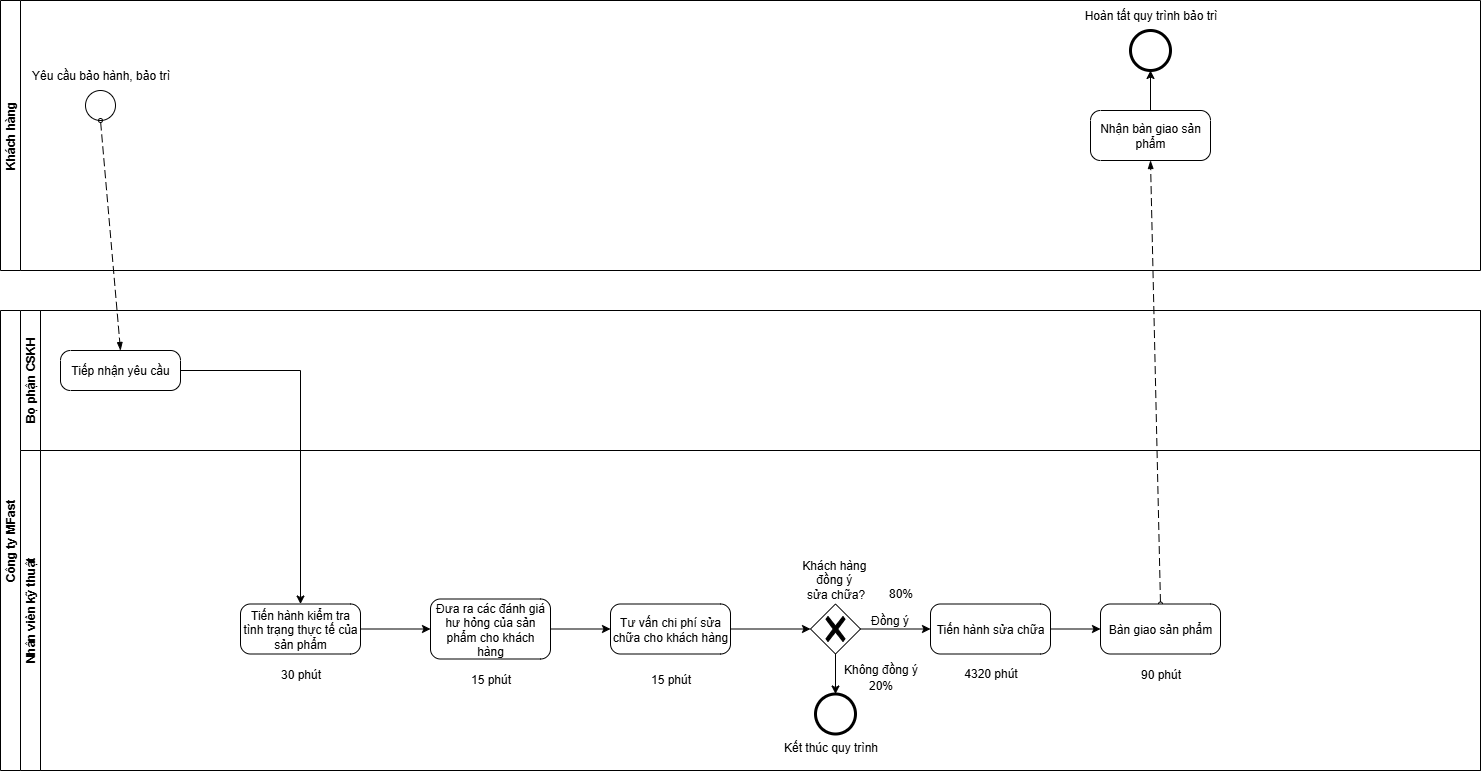 Hoàn tất quy trình bảo trì
Yêu cầu bảo hành, bảo trì
Khách hàng
Nhận bàn giao sản
phẩm
Công ty MFast
Bọ phận CSKH
Tiếp nhận yêu cầu
Nhân viên kỹ thuật
Tiến hành kiểm tra
tình trạng thực tế của
sản phẩm
30 phút
Đưa ra các đánh giá
hư hỏng của sản
phẩm cho khách
hàng
15 phút
Tư vấn chi phí sửa
chữa cho khách hàng
15 phút
Khách hàng
đồng ý
sửa chữa?
80%
Đồng ý
Không đồng ý
20%
Kết thúc quy trình
Tiến hành sửa chữa
4320 phút
Bàn giao sản phẩm
90 phút